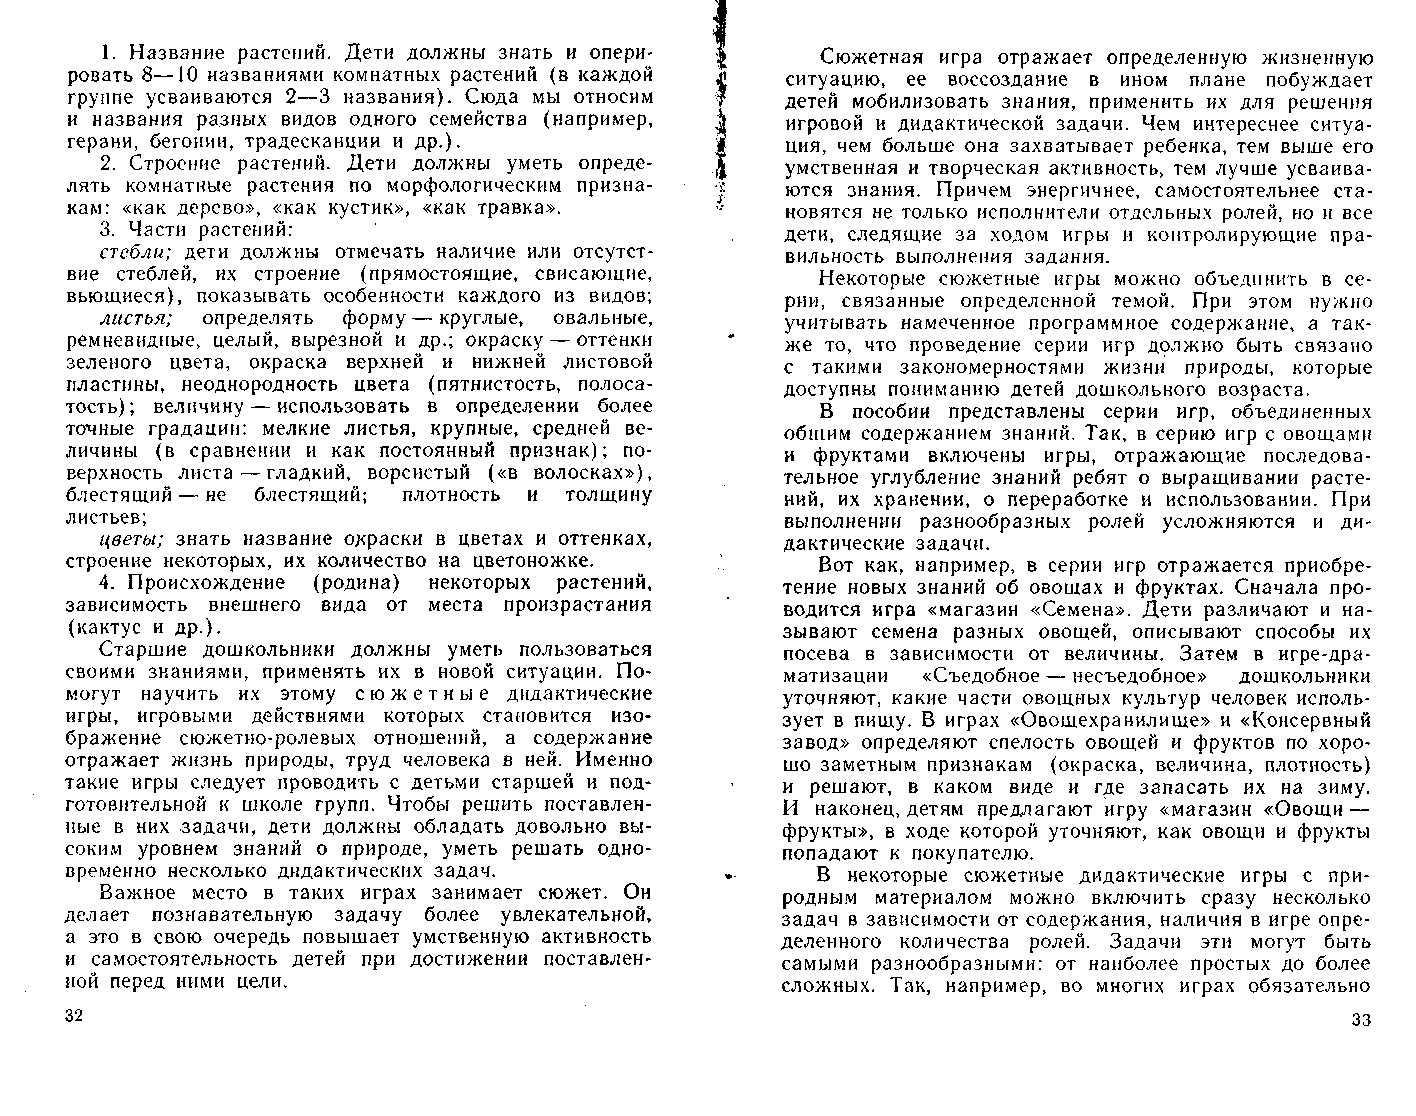 1. Название растений. Дети должны знать и опери-
ровать 8—10 названиями комнатных растений (в каждой
группе усваиваются 2—3 названия). Сюда мы относим
и названия разных видов одного семейства (например,
герани, бегонии, традесканции и др.).
2. Строение растений. Дети должны уметь опреде-
лять комнатные растения по морфологическим призна-
кам: «как дерево», «как кустик», «как травка».
3. Части растений:
стебли; дети должны отмечать наличие или отсутст-
вие стеблей, их строение (прямостоящие, свисающие,
вьющиеся), показывать особенности каждого из видов;
листья; определять форму — круглые, овальные,
ремневидные, целый, вырезной и др.; окраску — оттенки
зеленого цвета, окраска верхней и нижней листовой
пластины, неоднородность цвета (пятнистость, полоса-
тость); величину — использовать в определении более
точные градации: мелкие листья, крупные, средней ве-
личины (в сравнении и как постоянный признак); по-
верхность листа — гладкий, ворсистый («в волосках»),
блестящий — не блестящий; плотность и толщину
листьев;
цветы; знать название окраски в цветах и оттенках,
строение некоторых, их количество на цветоножке.
4. Происхождение (родина) некоторых растений,
зависимость внешнего вида от места произрастания
(кактус и др.).
Старшие дошкольники должны уметь пользоваться
своими знаниями, применять их в новой ситуации. По-
могут научить их этому сюжетные дидактические
игры, игровыми действиями которых становится изо-
бражение сюжетно-ролевых отношений, а содержание
отражает жизнь природы, труд человека в ней. Именно
такие игры следует проводить с детьми старшей и под-
готовительной к школе групп. Чтобы решить поставлен-
ные в них задачи, дети должны обладать довольно вы-
соким уровнем знаний о природе, уметь решать одно-
временно несколько дидактических задач.
Важное место в таких играх занимает сюжет. Он
делает познавательную задачу более увлекательной,
а это в свою очередь повышает умственную активность
и самостоятельность детей при достижении поставлен-
ной перед ними цели.
32
Сюжетная игра отражает определенную жизненную
ситуацию, ее воссоздание в ином плане побуждает
детей мобилизовать знания, применить их для решения
игровой и дидактической задачи. Чем интереснее ситуа-
ция, чем больше она захватывает ребенка, тем выше его
умственная и творческая активность, тем лучше усваива-
ются знания. Причем энергичнее, самостоятельнее ста-
новятся не только исполнители отдельных ролей, но и все
дети, следящие за ходом игры и контролирующие пра-
вильность выполнения задания.
Некоторые сюжетные игры можно объединить в се-
рии, связанные определенной темой. При этом нужно
учитывать намеченное программное содержание, а так-
же то, что проведение серии игр должно быть связано
с такими закономерностями жизни природы, которые
доступны пониманию детей дошкольного возраста.
В пособии представлены серии игр, объединенных
общим содержанием знаний. Так, в серию игр с овощами
и фруктами включены игры, отражающие последова-
тельное углубление знаний ребят о выращивании расте-
ний, их хранении, о переработке и использовании. При
выполнении разнообразных ролей усложняются и ди-
дактические задачи.
Вот как, например, в серии игр отражается приобре-
тение новых знаний об овощах и фруктах. Сначала про-
водится игра «магазин «Семена». Дети различают и на-
зывают семена разных овощей, описывают способы их
посева в зависимости от величины. Затем в игре-дра-
матизации «Съедобное — несъедобное» дошкольники
уточняют, какие части овощных культур человек исполь-
зует в пищу. В играх «Овощехранилище» и «Консервный
завод» определяют спелость овощей и фруктов по хоро-
шо заметным признакам (окраска, величина, плотность)
и решают, в каком виде и где запасать их на зиму.
И наконец, детям предлагают игру «магазин «Овощи —
фрукты», в ходе которой уточняют, как овощи и фрукты
попадают к покупателю.
В некоторые сюжетные дидактические игры с при-
родным материалом можно включить сразу несколько
задач в зависимости от содержания, наличия в игре опре-
деленного количества ролей. Задачи эти могут быть
самыми разнообразными: от наиболее простых до более
сложных. Так, например, во многих играх обязательно
33